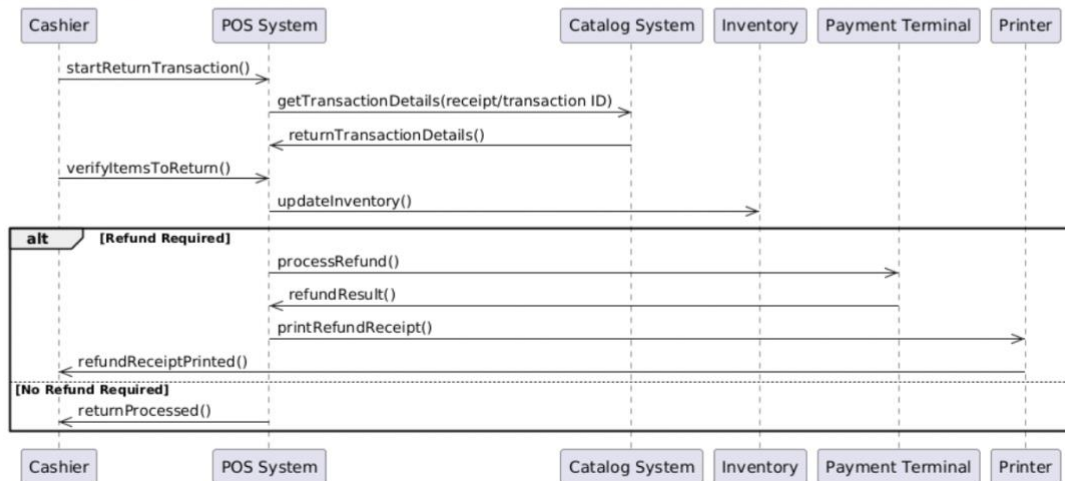 Cashier POS System Catalog System Inventory Payment Terminal Printer
startReturnTransaction()
getTransactionDetails(receipt/transaction ID)
returnTransactionDetails()
verifyItemsToReturn()
updateInventory()
alt [Refund Required]
processRefund()
refundResult()
printRefundReceipt()
refundReceiptPrinted()
[No Refund Required]
returnProcessed()
Cashier POS System Catalog System Inventory Payment Terminal Printer